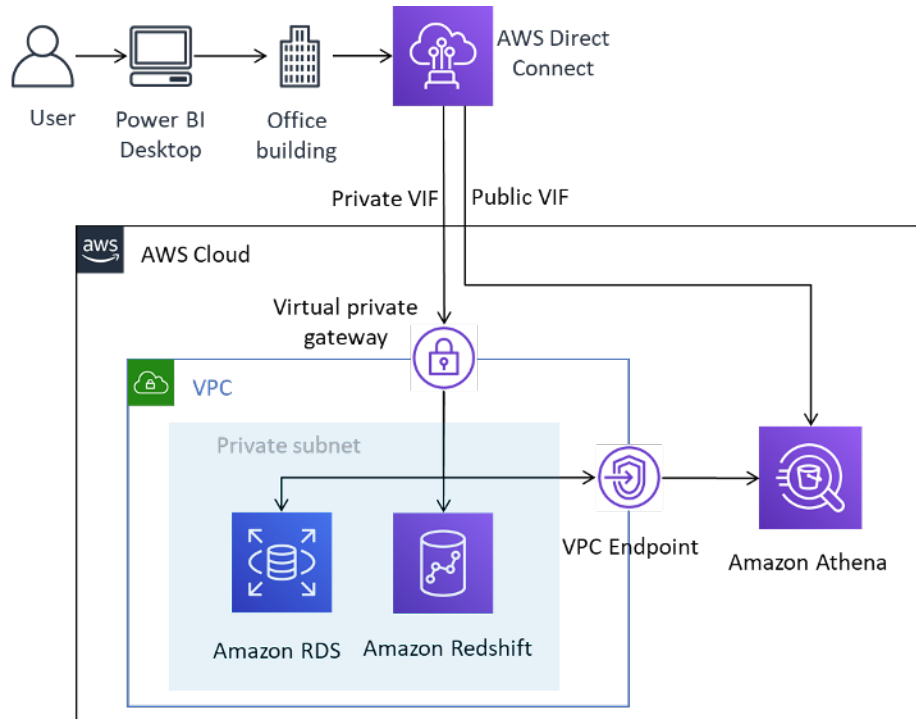 User
Power BI
Desktop
Office
building
AWS Direct
Connect
Private VIF
Public VIF
aws
AWS Cloud
Virtual private
gateway
VPC
Private subnet
VPC Endpoint
Amazon Athena
Amazon RDS
Amazon Redshift